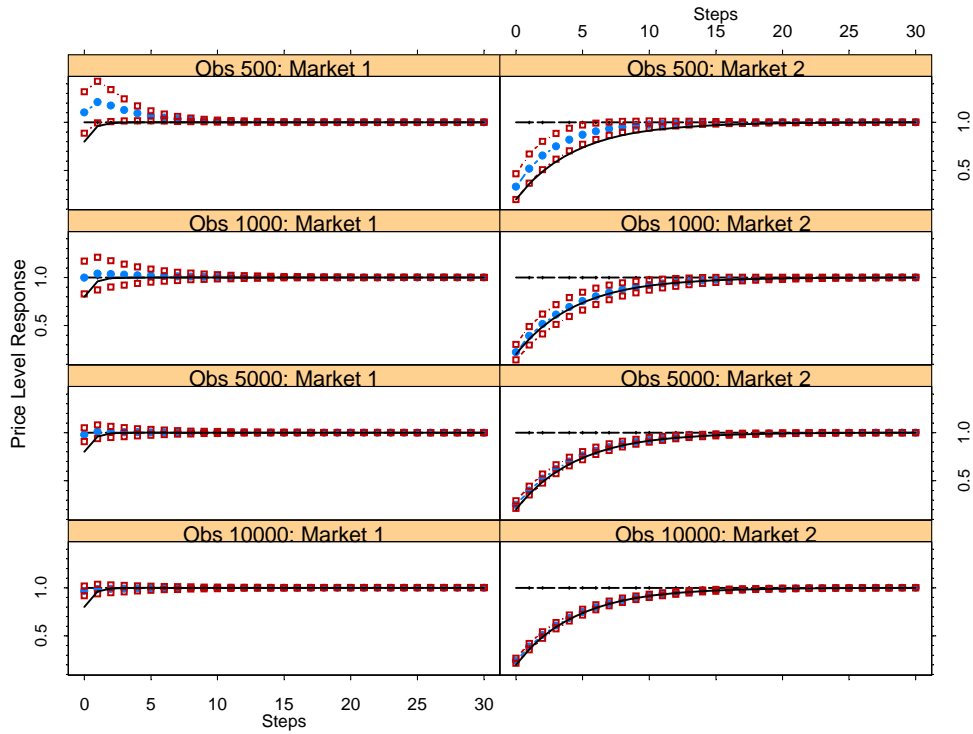 Steps
0 5 10 15 20 25 30
Obs 500: Market 1
Obs 500: Market 2
0.5 1.0
Obs 1000: Market 1
Obs 1000: Market 2
0.5 1.0
Obs 5000: Market 1
Obs 5000: Market 2
0.5 1.0
Obs 10000: Market 1
Obs 10000: Market 2
0.5 1.0
Price Level Response
0 5 10 15 20 25 30
Steps